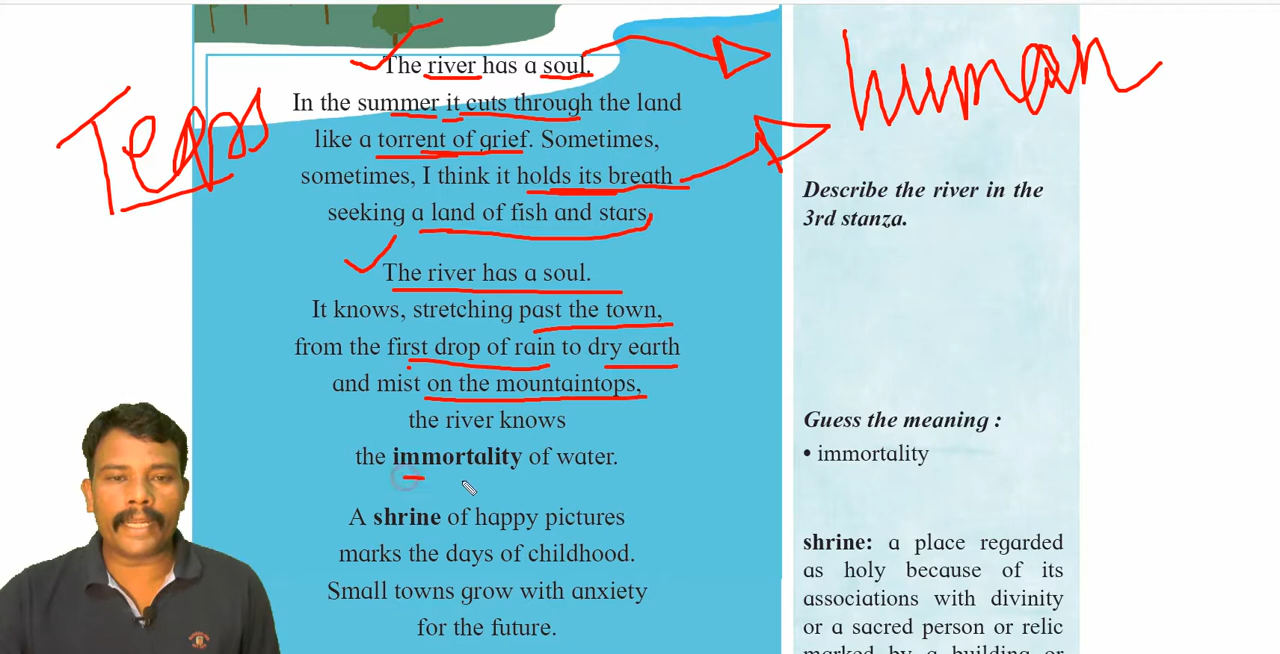 The river has a soul.
In the summer it cuts through the land
like a torrent of grief. Sometimes,
sometimes, I think it holds its breath
seeking a land of fish and stars
The river has a soul.
It knows, stretching past the town,
from the first drop of rain to dry earth
and mist on the mountaintops,
the river knows
the immortality of water.
A shrine of happy pictures
marks the days of childhood.
Small towns grow with anxiety
for the future.
human
Describe the river in the
3rd stanza.
Guess the meaning :
• immortality
shrine: a place regarded
as holy because of its
associations with divinity
or a sacred person or relic
marked by a building or